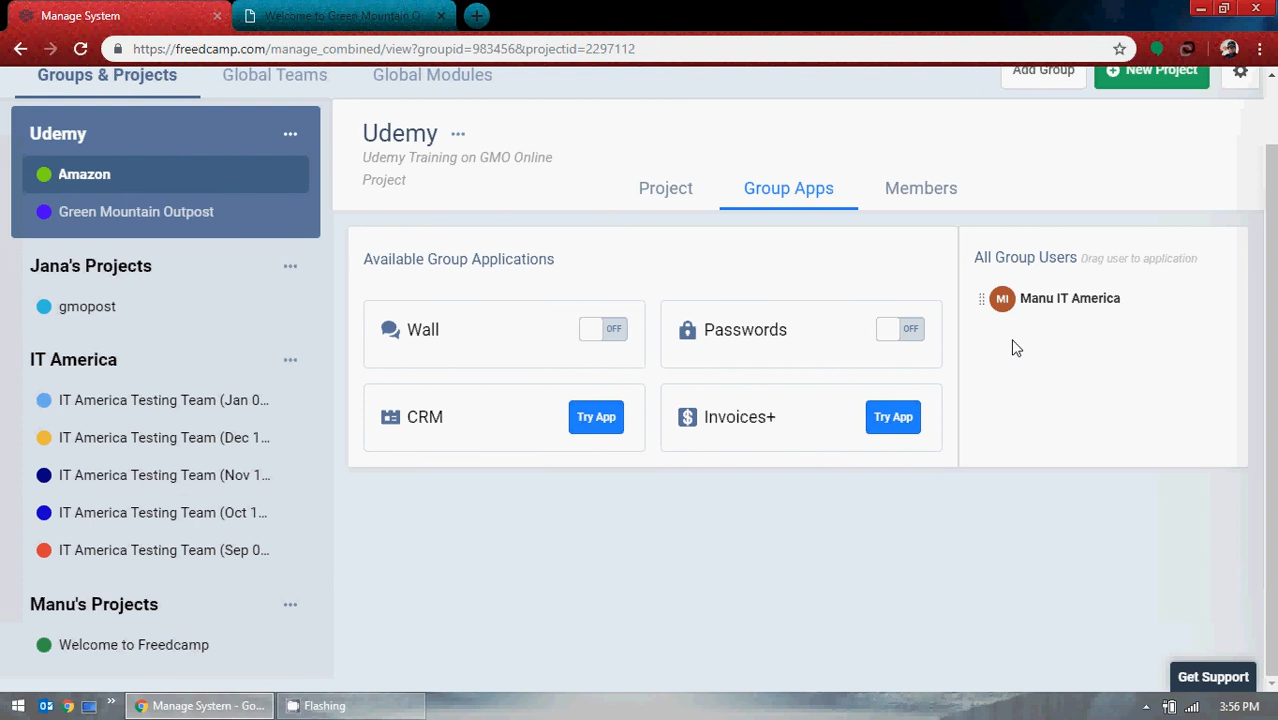 Manage System
Welcome to Green Mountain O
https://freedcamp.com/manage_combined/view?groupid=983456&projectid=2297112
Groups & Projects
Global Teams
Global Modules
Add Group
New Project
Udemy
Amazon
Green Mountain Outpost
Jana's Projects
gmopost
IT America
IT America Testing Team (Jan 0...
IT America Testing Team (Dec 1...
IT America Testing Team (Nov 1...
IT America Testing Team (Oct 1...
IT America Testing Team (Sep 0...
Manu's Projects
Welcome to Freedcamp
Udemy
Udemy Training on GMO Online
Project
Project
Group Apps
Members
Available Group Applications
Wall
OFF
Passwords
OFF
CRM
Try App
Invoices+
Try App
All Group Users Drag user to application
MI Manu IT America
Get Support
Manage System - Go...
Flashing
3:56 PM